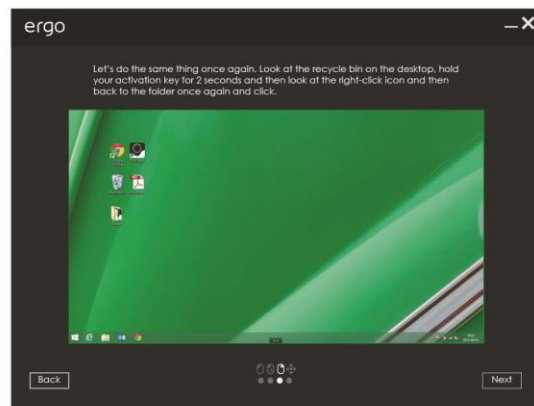 ergo
Let's do the same thing once again. Look at the recycle bin on the desktop, hold
your activation key for 2 seconds and then look at the right-click icon and then
back to the folder once again and click.
Back
Next